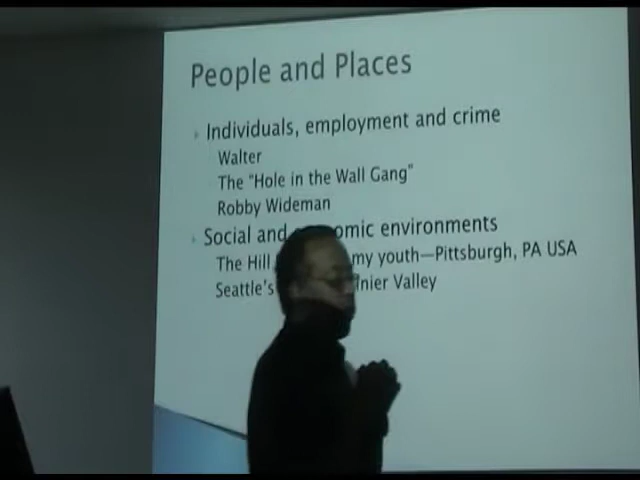 People and Places
Individuals, employment and crime
Walter
The "Hole in the Wall Gang"
Robby Wideman
Social and omic environments
The Hill my youth—Pittsburgh, PA USA
Seattle's nier Valley